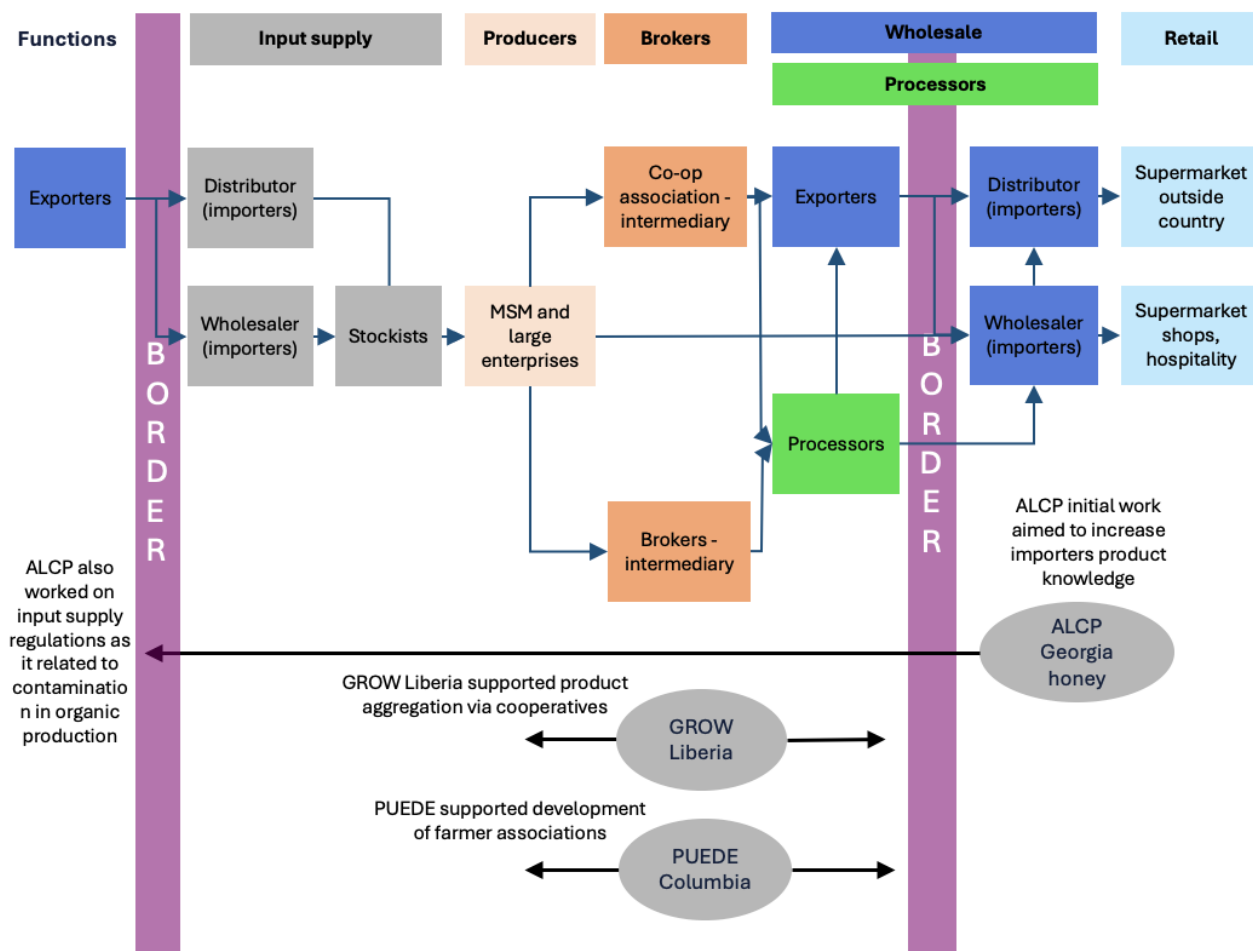 Functions
Input supply
Producers
Brokers
Wholesale
Retail
Processors
Exporters
Distributor
(importers)
Co-op
association -
intermediary
Exporters
Distributor
(importers)
Supermarket
outside
country
Wholesaler
(importers)
Stockists
MSM and
large
enterprises
Wholesaler
(importers)
Supermarket
shops,
hospitality
B
O
R
D
E
R
B
O
R
D
E
R
Processors
Brokers -
intermediary
ALCP initial work
aimed to increase
importers product
knowledge
ALCP also
worked on
input supply
regulations as
it related to
contaminatio
n in organic
production
ALCP
Georgia
honey
GROW Liberia supported product
aggregation via cooperatives
GROW
Liberia
PUEDE supported development
of farmer associations
PUEDE
Columbia